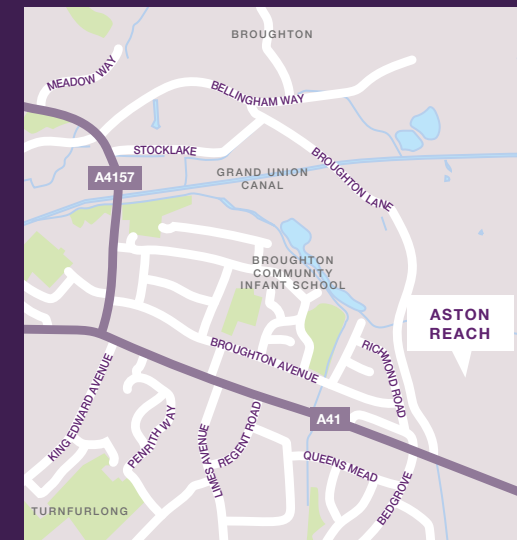 BROUGHTON
MEADOW WAY
BELLINGHAM WAY
STOCKLAKE
BROUGHTON LANE
A4157
GRAND UNION
CANAL
BROUGHTON
COMMUNITY
INFANT SCHOOL
ASTON
REACH
BROUGHTON AVENUE
RICHMOND ROAD
KING EDWARD AVENUE
A41
PENRITH WAY
LIMES AVENUE
REGENT ROAD
QUEENS MEAD
BEDGROVE
TURNFURLONG